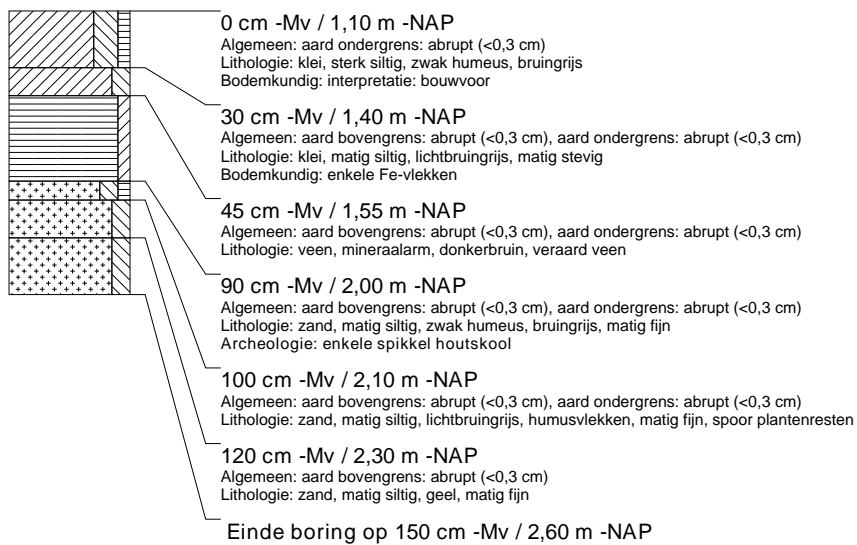 0 cm -Mv / 1,10 m -NAP
Algemeen: aard ondergrens: abrupt (<0,3 cm)
Lithologie: klei, sterk siltig, zwak humeus, bruingrijs
Bodemkundig: interpretatie: bouwvoor
30 cm -Mv / 1,40 m -NAP
Algemeen: aard bovengrens: abrupt (<0,3 cm), aard ondergrens: abrupt (<0,3 cm)
Lithologie: klei, matig siltig, lichtbruingrijs, matig stevig
Bodemkundig: enkele Fe-vlekken
45 cm -Mv / 1,55 m -NAP
Algemeen: aard bovengrens: abrupt (<0,3 cm), aard ondergrens: abrupt (<0,3 cm)
Lithologie: veen, mineraalarm, donkerbruin, veraard veen
90 cm -Mv / 2,00 m -NAP
Algemeen: aard bovengrens: abrupt (<0,3 cm), aard ondergrens: abrupt (<0,3 cm)
Lithologie: zand, matig siltig, zwak humeus, bruingrijs, matig fijn
Archeologie: enkele spikkel houtskool
100 cm -Mv / 2,10 m -NAP
Algemeen: aard bovengrens: abrupt (<0,3 cm), aard ondergrens: abrupt (<0,3 cm)
Lithologie: zand, matig siltig, lichtbruingrijs, humusvlekken, matig fijn, spoor plantenresten
120 cm -Mv / 2,30 m -NAP
Algemeen: aard bovengrens: abrupt (<0,3 cm)
Lithologie: zand, matig siltig, geel, matig fijn
Einde boring op 150 cm -Mv / 2,60 m -NAP